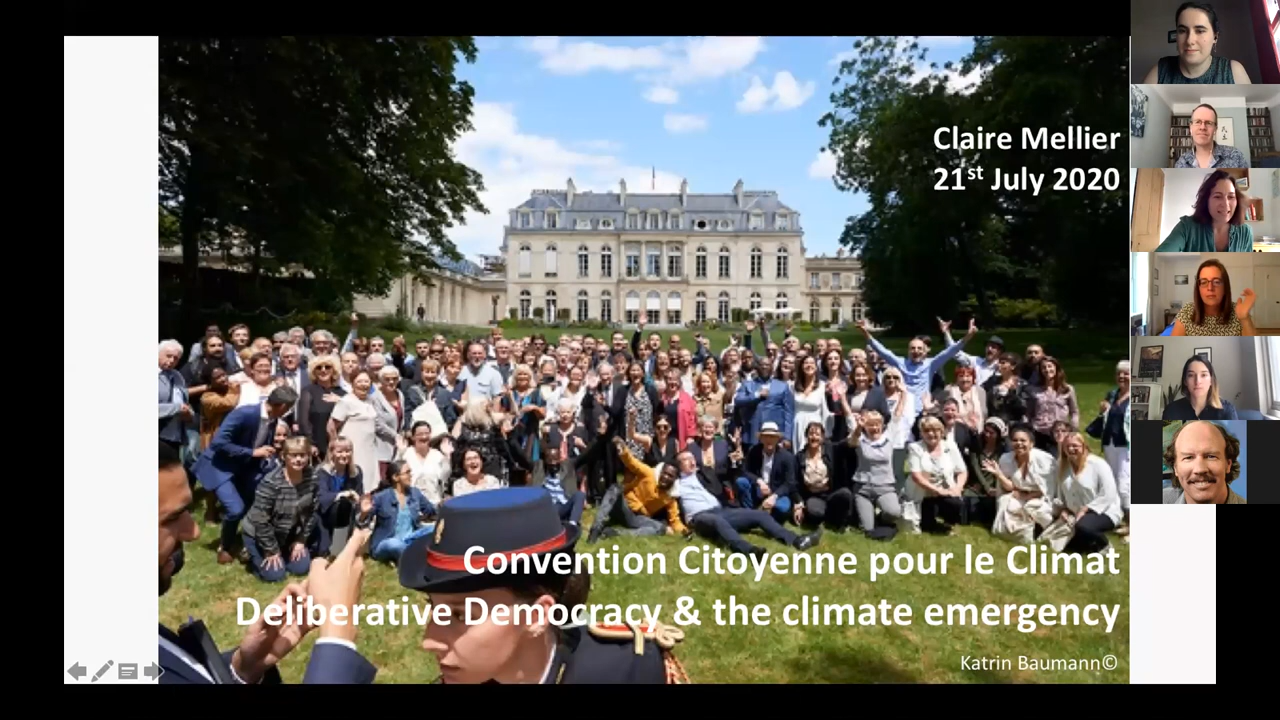 Claire Mellier
21st July 2020
Convention Citoyenne pour le Climat
Deliberative Democracy & the climate emergency
Katrin Baumann©